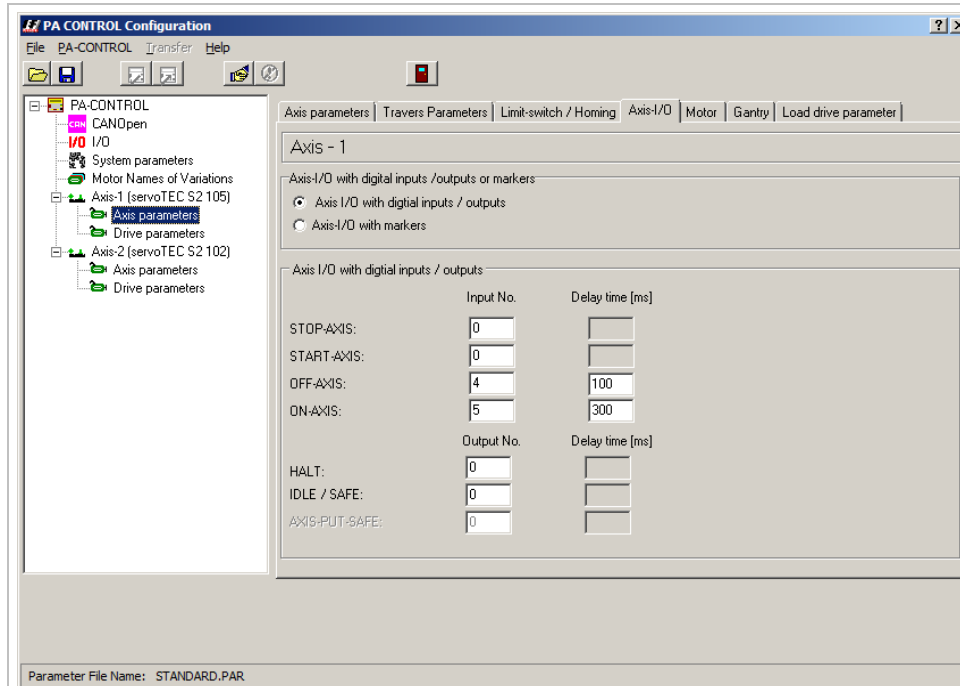 PA CONTROL Configuration
File PA-CONTROL Transfer Help
PA-CONTROL
CAN CANOpen
I/O I/O
System parameters
Motor Names of Variations
Axis-1 (servoTEC S2 105)
Axis parameters
Drive parameters
Axis-2 (servoTEC S2 102)
Axis parameters
Drive parameters
Axis parameters Travers Parameters Limit-switch / Homing Axis-I/O Motor Gantry Load drive parameter
Axis - 1
Axis-I/O with digital inputs /outputs or markers
Axis I/O with digtial inputs / outputs
Axis-I/O with markers
Axis I/O with digtial inputs / outputs
Input No. Delay time [ms]
STOP-AXIS: 0
START-AXIS: 0
OFF-AXIS: 4 100
ON-AXIS: 5 300
Output No. Delay time [ms]
HALT: 0
IDLE / SAFE: 0
AXIS-PUT-SAFE: 0
Parameter File Name: STANDARD.PAR